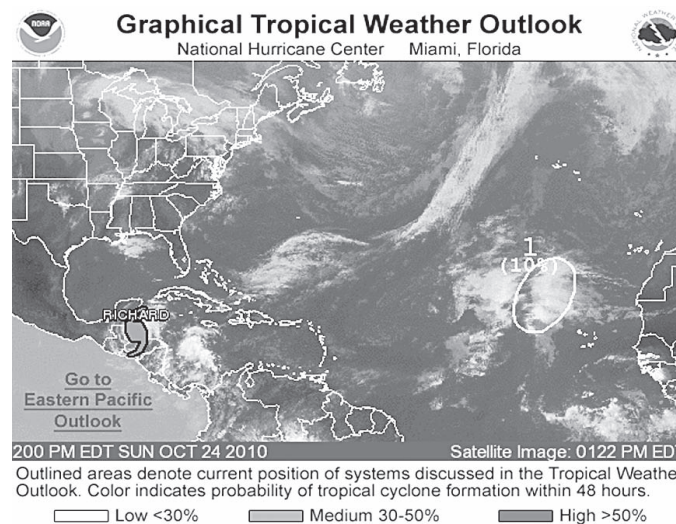 Graphical Tropical Weather Outlook
National Hurricane Center Miami, Florida
NOAA
1
(10%)
RICHARD
Go to
Eastern Pacific
Outlook
200 PM EDT SUN OCT 24 2010
Satellite Image: 0122 PM ED
Outlined areas denote current position of systems discussed in the Tropical Weathe
Outlook. Color indicates probability of tropical cyclone formation within 48 hours.
Low <30%
Medium 30-50%
High >50%